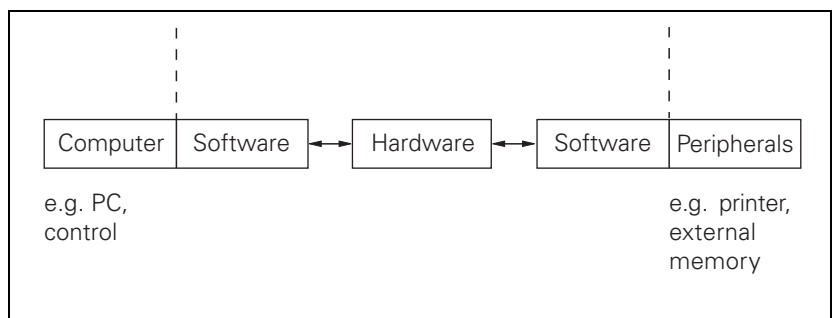 Computer Software Hardware Software Peripherals
e.g. PC, e.g. printer,
control external
memory